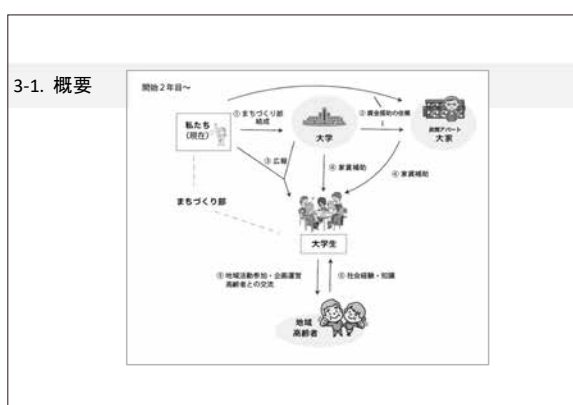 3-1. 概要
開始2年目～
①まちづくり部
結成
②資金援助の依頼
私たち
(現在)
大学
民間アパート
大家
③広報
④家賃補助
④家賃補助
まちづくり部
大学生
⑤地域活動参加・企画運営
高齢者との交流
⑥社会経験・知識
地域
高齢者